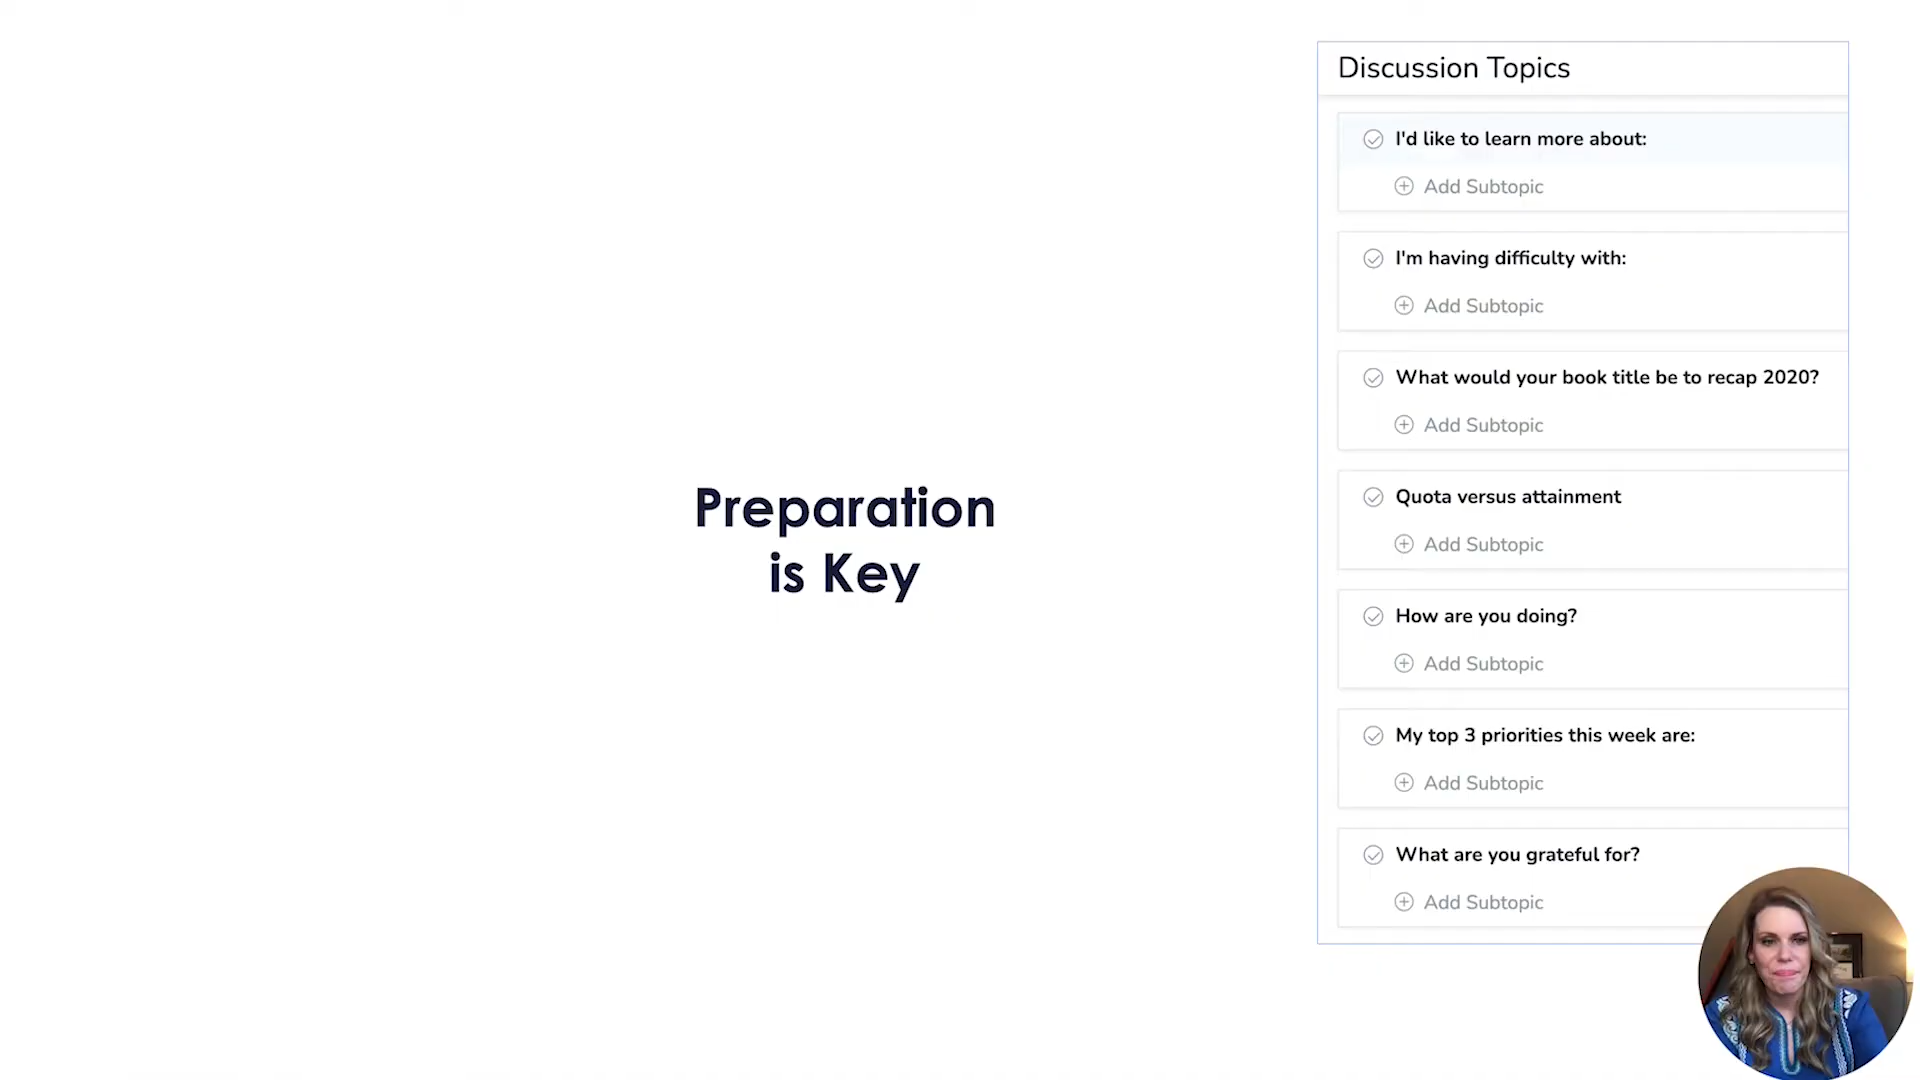 Preparation
is Key
Discussion Topics
I'd like to learn more about:
Add Subtopic
I'm having difficulty with:
Add Subtopic
What would your book title be to recap 2020?
Add Subtopic
Quota versus attainment
Add Subtopic
How are you doing?
Add Subtopic
My top 3 priorities this week are:
Add Subtopic
What are you grateful for?
Add Subtopic